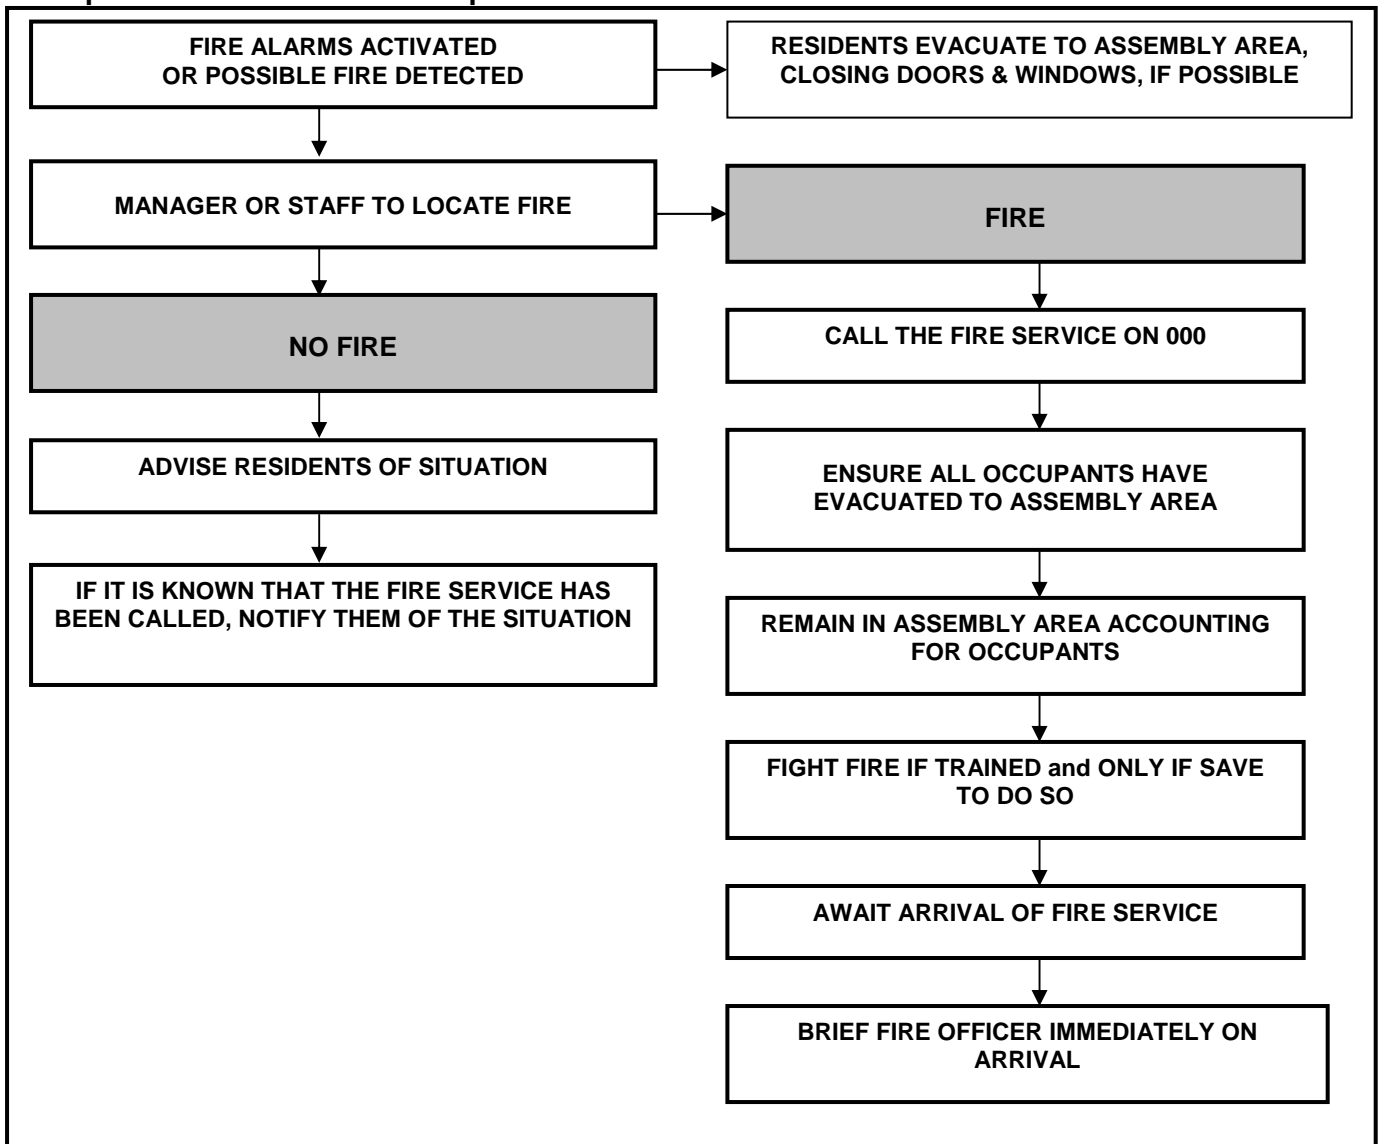 FIRE ALARMS ACTIVATED
OR POSSIBLE FIRE DETECTED
RESIDENTS EVACUATE TO ASSEMBLY AREA,
CLOSING DOORS & WINDOWS, IF POSSIBLE
MANAGER OR STAFF TO LOCATE FIRE
FIRE
NO FIRE
CALL THE FIRE SERVICE ON 000
ADVISE RESIDENTS OF SITUATION
ENSURE ALL OCCUPANTS HAVE
EVACUATED TO ASSEMBLY AREA
IF IT IS KNOWN THAT THE FIRE SERVICE HAS
BEEN CALLED, NOTIFY THEM OF THE SITUATION
REMAIN IN ASSEMBLY AREA ACCOUNTING
FOR OCCUPANTS
FIGHT FIRE IF TRAINED and ONLY IF SAVE
TO DO SO
AWAIT ARRIVAL OF FIRE SERVICE
BRIEF FIRE OFFICER IMMEDIATELY ON
ARRIVAL